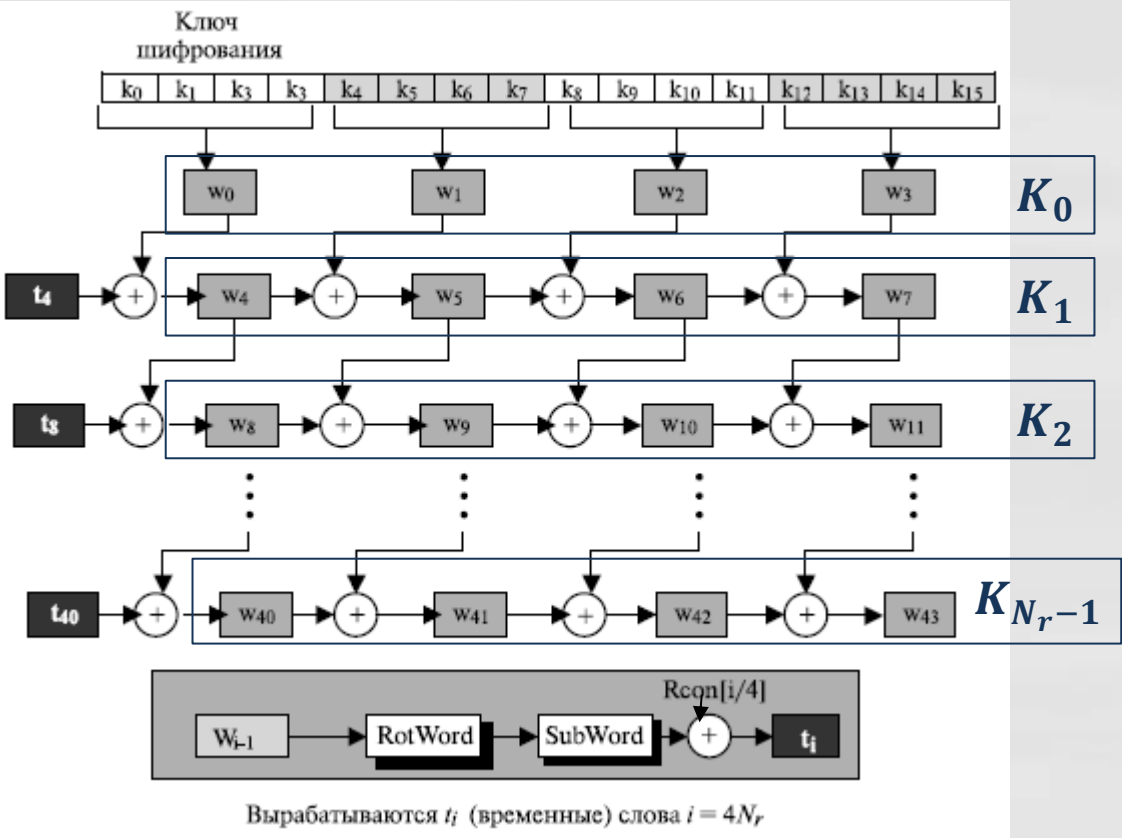 Ключ
шифрования
k₀ k₁ k₃ k₃ k₄ k₅ k₆ k₇ k₈ k₉ k₁₀ k₁₁ k₁₂ k₁₃ k₁₄ k₁₅
w₀ w₁ w₂ w₃ K₀
t₄ + w₄ + w₅ + w₆ + w₇ K₁
t₈ + w₈ + w₉ + w₁₀ + w₁₁ K₂
t₄₀ + w₄₀ + w₄₁ + w₄₂ + w₄₃ K_{Nᵣ−1}
Rcon[i/4]
Wᵢ₋₁ RotWord SubWord + tᵢ
Вырабатываются tᵢ (временные) слова i = 4Nᵣ